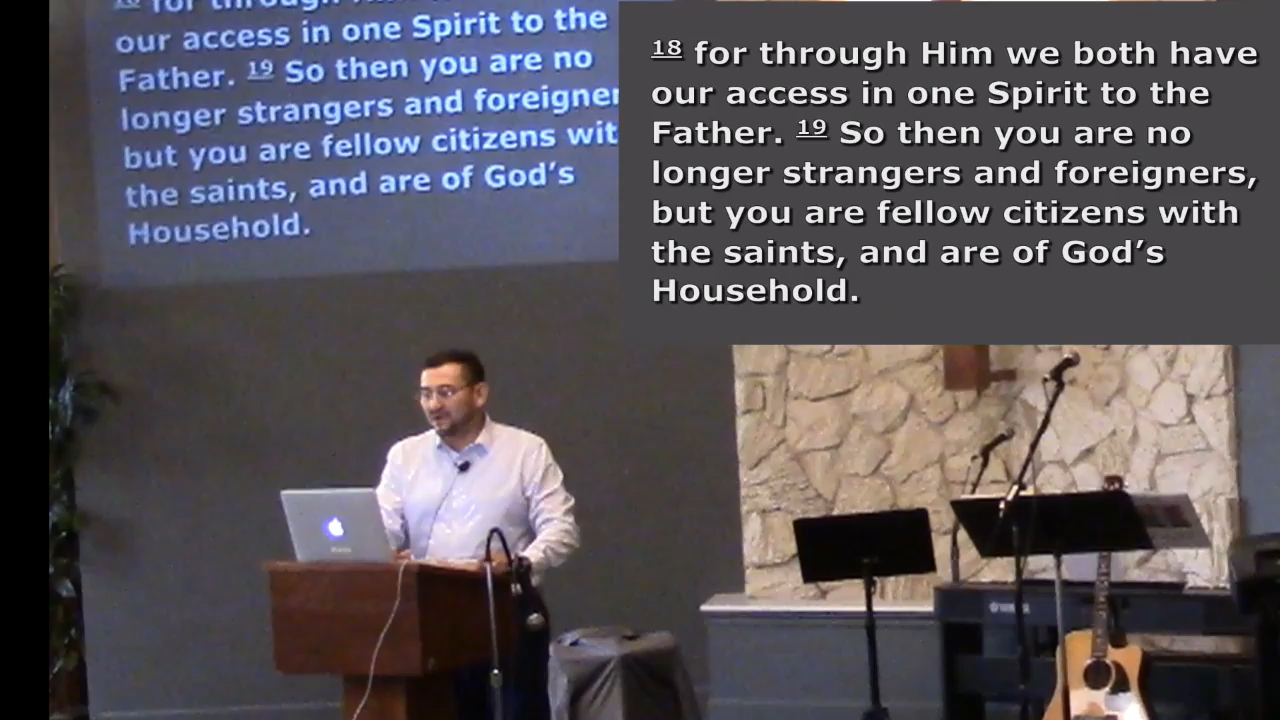 our access in one Spirit to the
Father. 19 So then you are no
longer strangers and foreigner
but you are fellow citizens wit
the saints, and are of God’s
Household.
18 for through Him we both have
our access in one Spirit to the
Father. 19 So then you are no
longer strangers and foreigners,
but you are fellow citizens with
the saints, and are of God’s
Household.
YAMAHA